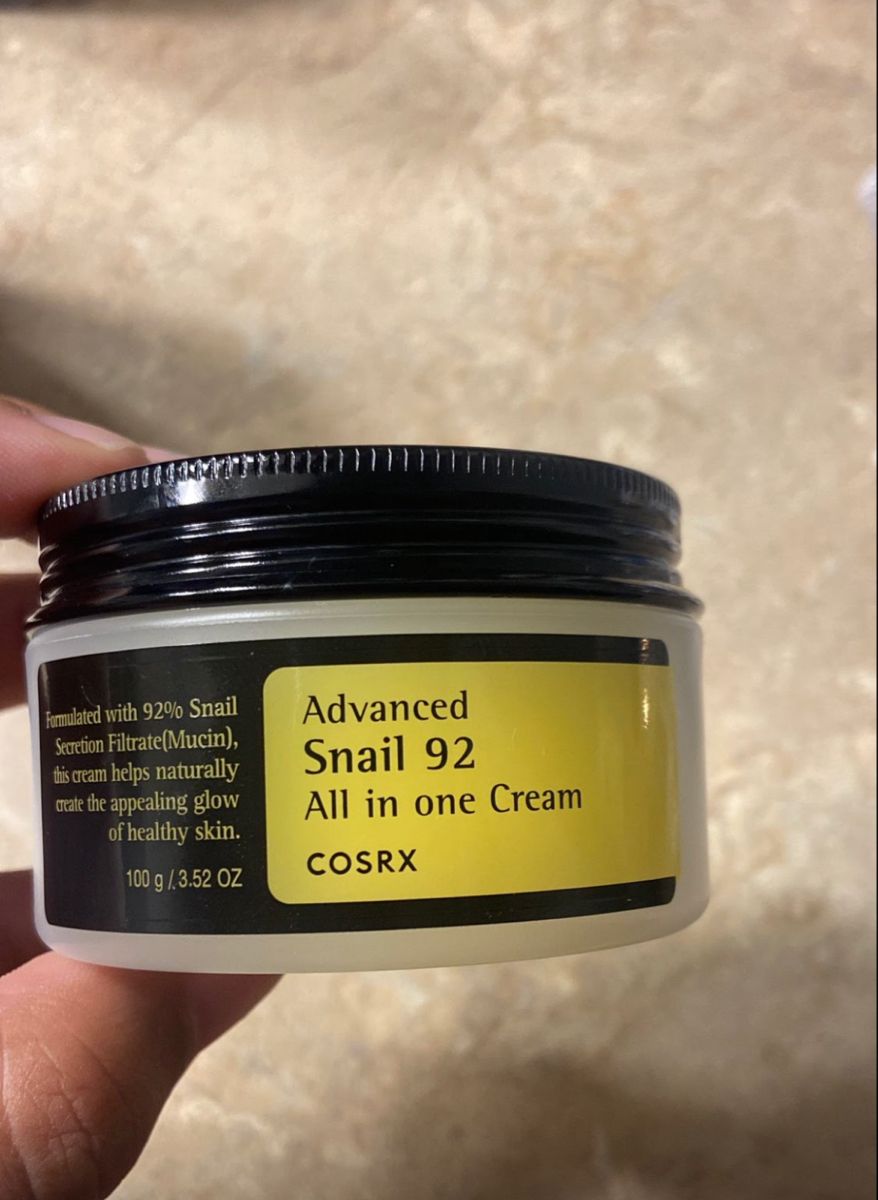 Formulated with 92% Snail
Secretion Filtrate(Mucin),
this cream helps naturally
create the appealing glow
of healthy skin.
100 g / 3.52 OZ
Advanced
Snail 92
All in one Cream
COSRX